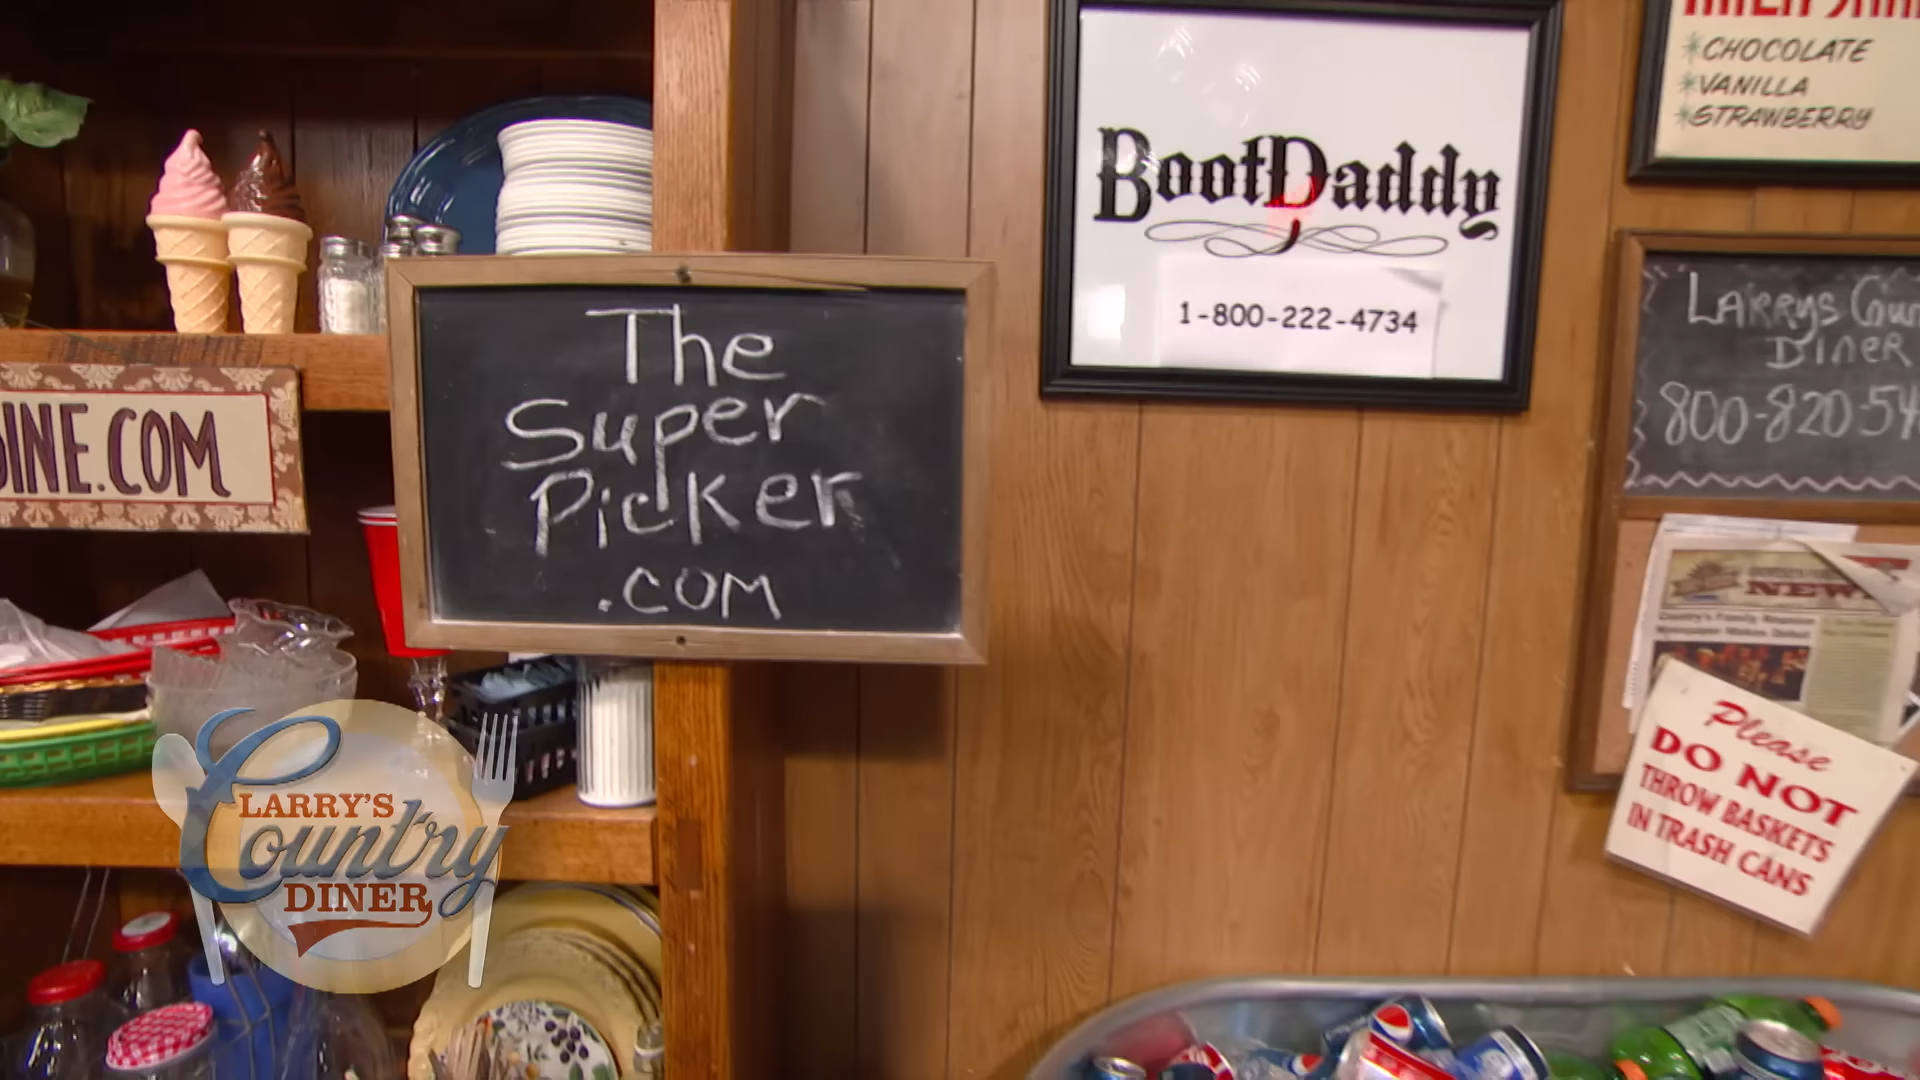 CHOCOLATE
VANILLA
STRAWBERRY
BootDaddy
1-800-222-4734
The
Super
Picker
.COM
LARRYS
DINER
INE.COM
NEWS
Please
DO NOT
THROW BASKETS
IN TRASH CANS
LARRY'S
Country
DINER